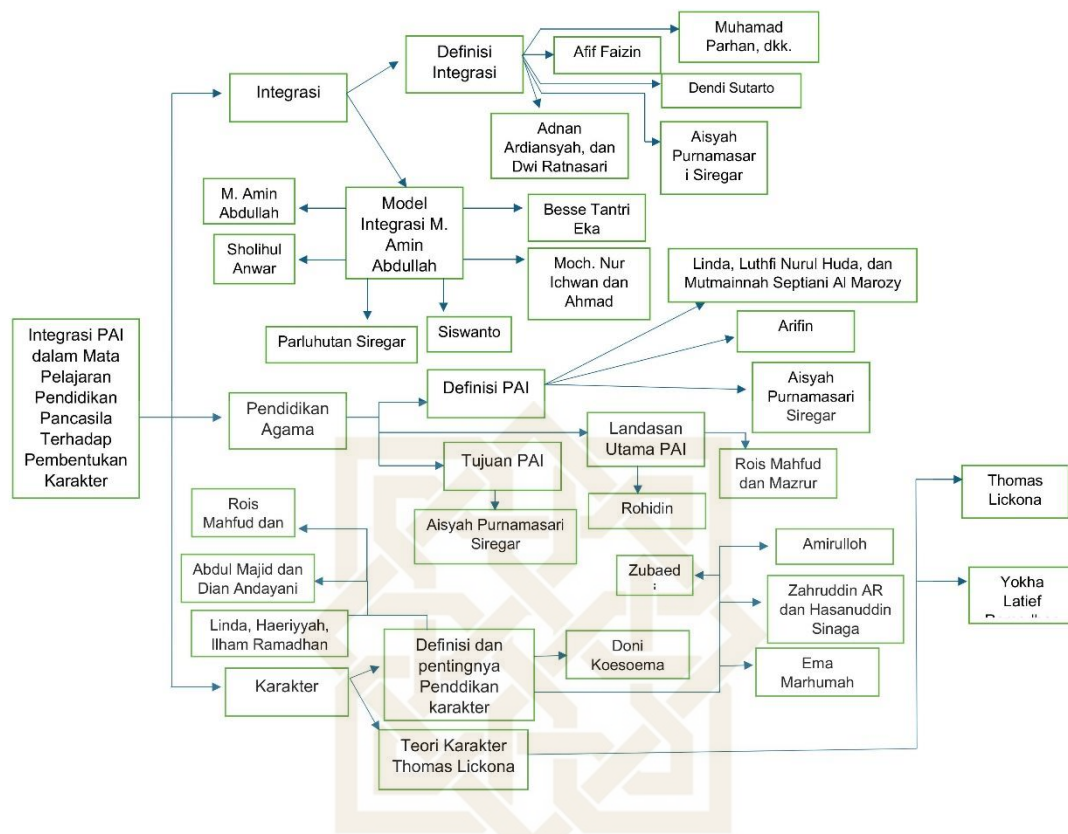 Integrasi PAI
dalam Mata
Pelajaran
Pendidikan
Pancasila
Terhadap
Pembentukan
Karakter
Integrasi
Definisi
Integrasi
Muhamad
Parhan, dkk.
Afif Faizin
Dendi Sutarto
Adnan
Ardiansyah, dan
Dwi Ratnasari
Aisyah
Purnamasar
i Siregar
Model
Integrasi M.
Amin
Abdullah
M. Amin
Abdullah
Sholihul
Anwar
Parluhutan Siregar
Siswanto
Besse Tantri
Eka
Moch. Nur
Ichwan dan
Ahmad
Pendidikan
Agama
Definisi PAI
Linda, Luthfi Nurul Huda, dan
Mutmainnah Septiani Al Marozy
Arifin
Aisyah
Purnamasari
Siregar
Landasan
Utama PAI
Rois Mahfud
dan Mazrur
Rohidin
Tujuan PAI
Aisyah Purnamasari
Siregar
Karakter
Definisi dan
pentingnya
Penddikan
karakter
Rois
Mahfud dan
Abdul Majid dan
Dian Andayani
Linda, Haeriyyah,
Ilham Ramadhan
Zubaed
i
Doni
Koesoema
Amirulloh
Zahruddin AR
dan Hasanuddin
Sinaga
Ema
Marhumah
Teori Karakter
Thomas Lickona
Thomas
Lickona
Yokha
Latief